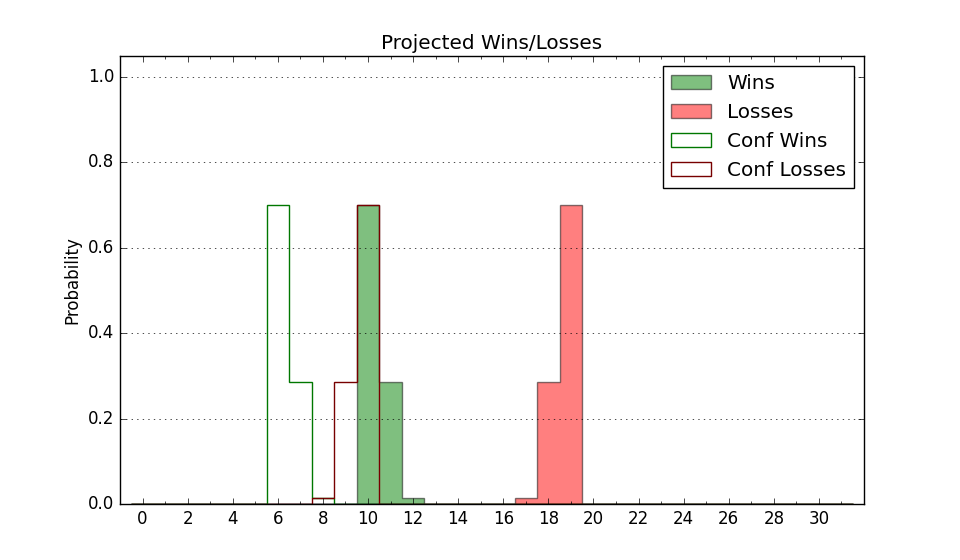 Projected Wins/Losses
1.0
0.8
0.6
0.4
0.2
0.0
Probability
Wins
Losses
Conf Wins
Conf Losses
0 2 4 6 8 10 12 14 16 18 20 22 24 26 28 30